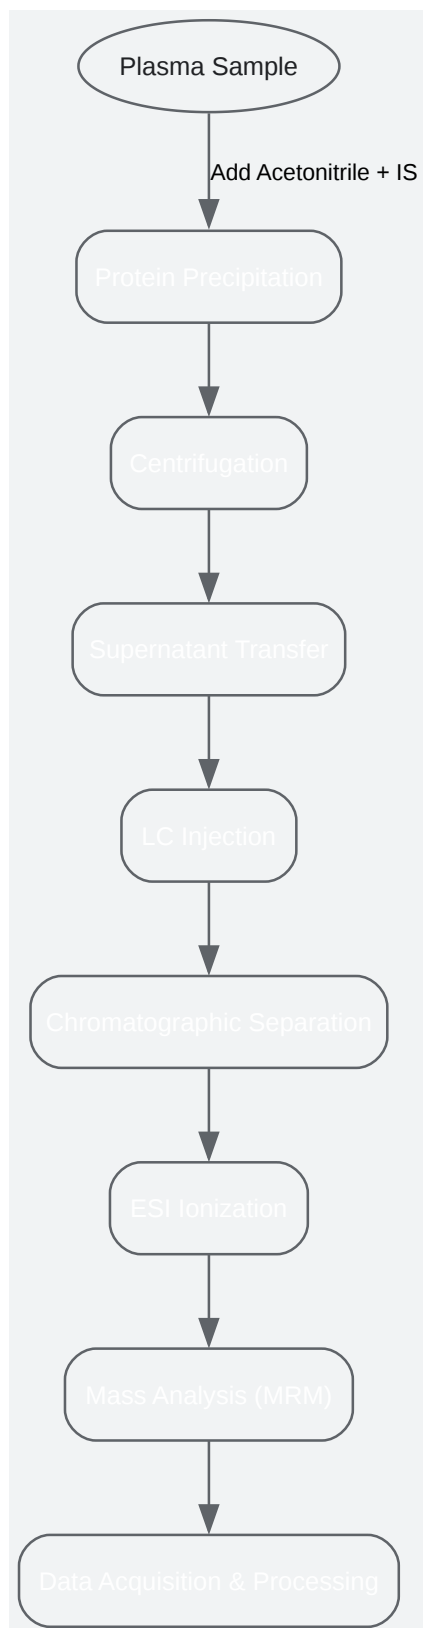 Plasma Sample
Add Acetonitrile + IS
Protein Precipitation
Centrifugation
Supernatant Transfer
LC Injection
Chromatographic Separation
ESI Ionization
Mass Analysis (MRM)
Data Acquisition & Processing